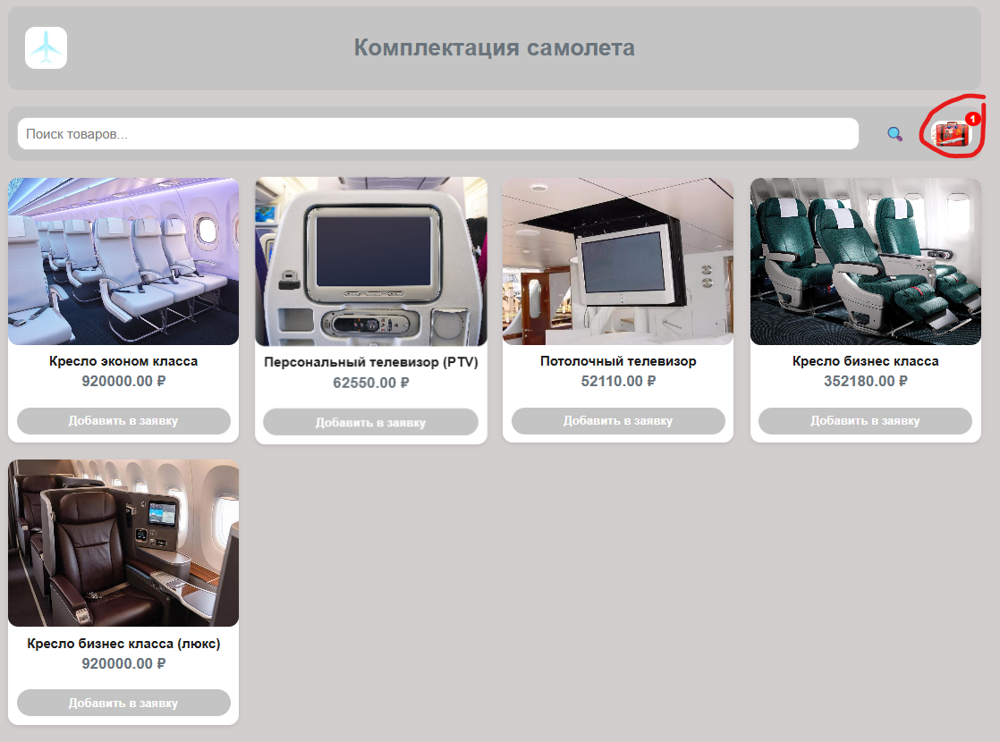 Комплектация самолета
Поиск товаров...
1
Кресло эконом класса
920000.00 ₽
Добавить в заявку
Персональный телевизор (PTV)
62550.00 ₽
Добавить в заявку
Потолочный телевизор
52110.00 ₽
Добавить в заявку
Кресло бизнес класса
352180.00 ₽
Добавить в заявку
Кресло бизнес класса (люкс)
920000.00 ₽
Добавить в заявку